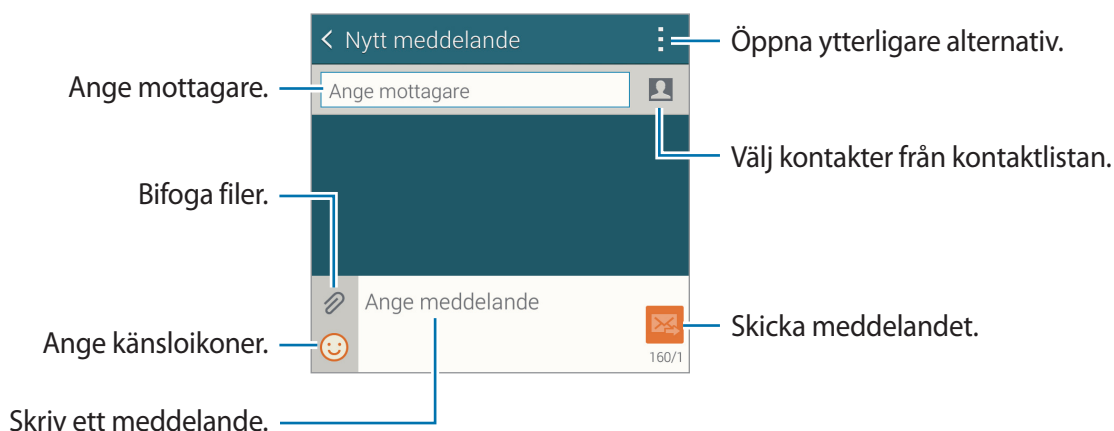 Nytt meddelande
Öppna ytterligare alternativ.
Ange mottagare.
Ange mottagare
Välj kontakter från kontaktlistan.
Bifoga filer.
Ange meddelande
Skicka meddelandet.
Ange känsloikoner.
160/1
Skriv ett meddelande.